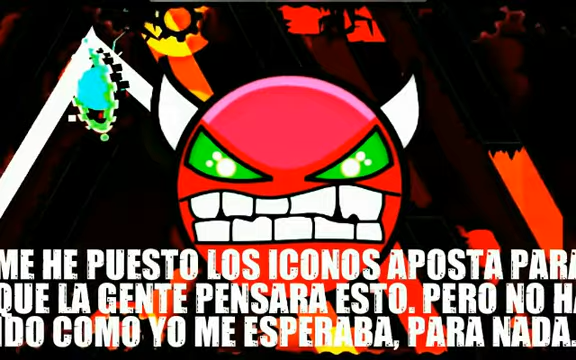 ME HE PUESTO LOS ICONOS APOSTA PARA
QUE LA GENTE PENSARA ESTO. PERO NO HA
IDO COMO YO ME ESPERABA, PARA NADA.